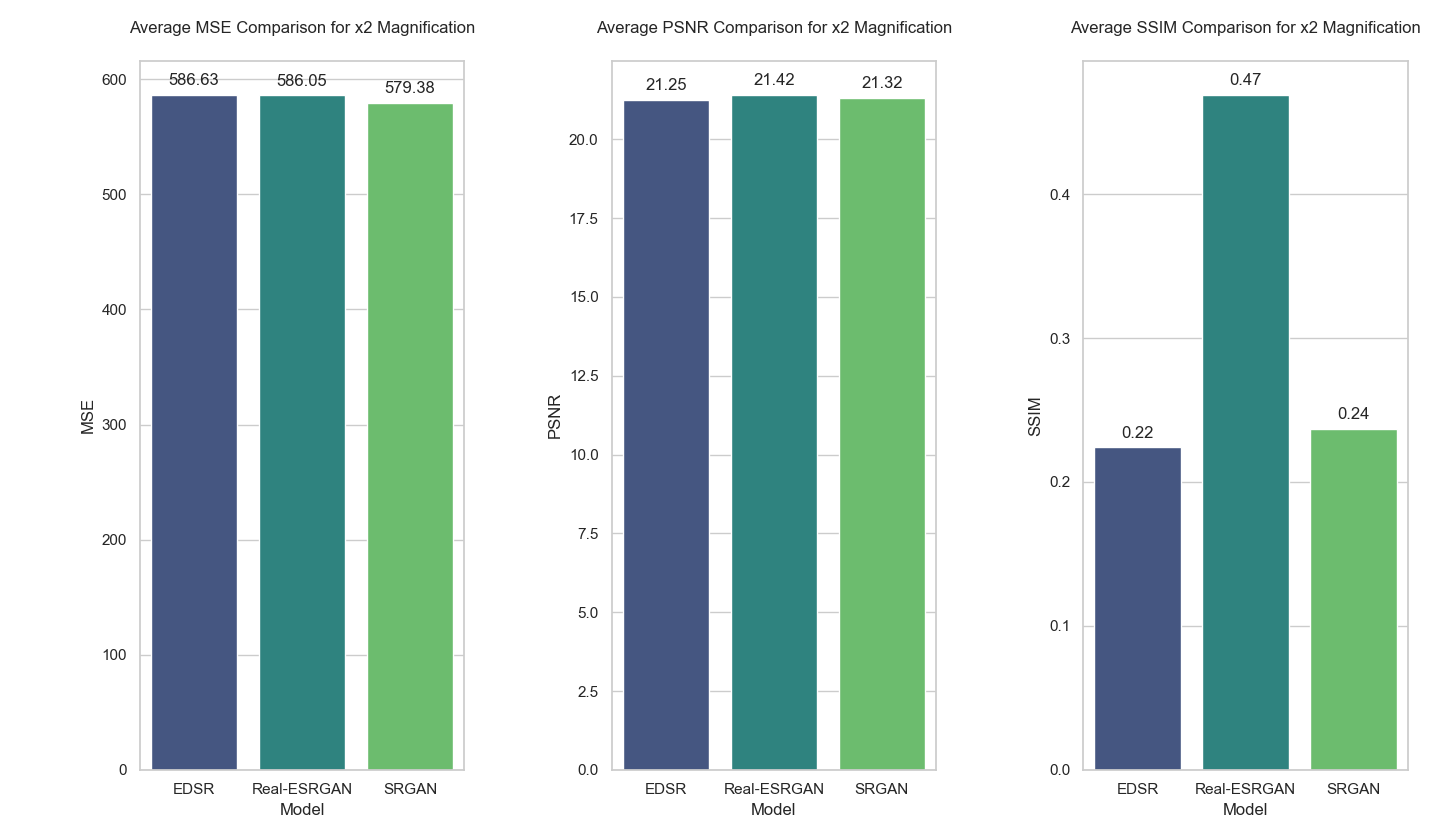 Average MSE Comparison for x2 Magnification
600
500
400
300
200
100
0
MSE
586.63
586.05
579.38
EDSR
Real-ESRGAN
SRGAN
Model
Average PSNR Comparison for x2 Magnification
20.0
17.5
15.0
12.5
10.0
7.5
5.0
2.5
0.0
PSNR
21.25
21.42
21.32
EDSR
Real-ESRGAN
SRGAN
Model
Average SSIM Comparison for x2 Magnification
0.4
0.3
0.2
0.1
0.0
SSIM
0.22
0.47
0.24
EDSR
Real-ESRGAN
SRGAN
Model